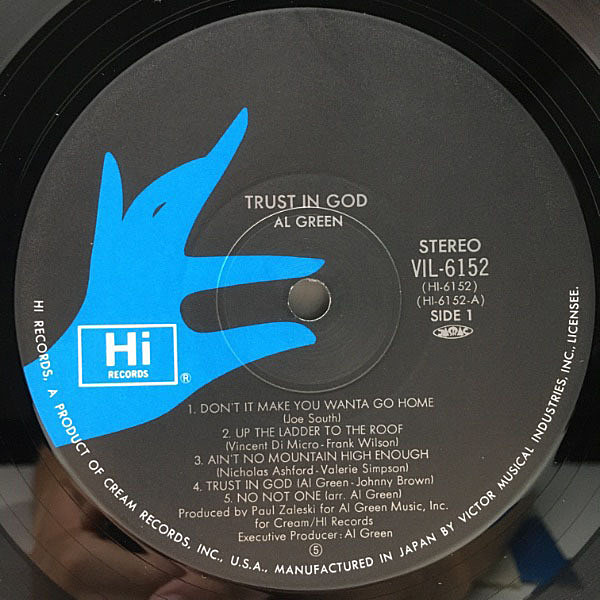 TRUST IN GOD
AL GREEN
STEREO
VIL-6152
(HI-6152)
(HI-6152-A)
SIDE 1
JASRAC
Hi
RECORDS
®
1. DON'T IT MAKE YOU WANTA GO HOME
(Joe South)
2. UP THE LADDER TO THE ROOF
(Vincent Di Mirco-Frank Wilson)
3. AIN'T NO MOUNTAIN HIGH ENOUGH
(Nicholas Ashford-Valerie Simpson)
4. TRUST IN GOD (Al Green-Johnny Brown)
5. NO NOT ONE (arr. Al Green)
Produced by Paul Zaleski for Al Green Music, Inc.
for Cream/HI Records
Executive Producer: Al Green
⑤
HI RECORDS, A PRODUCT OF CREAM RECORDS, INC., U.S.A., MANUFACTURED IN JAPAN BY VICTOR MUSICAL INDUSTRIES, INC., LICENSEE.